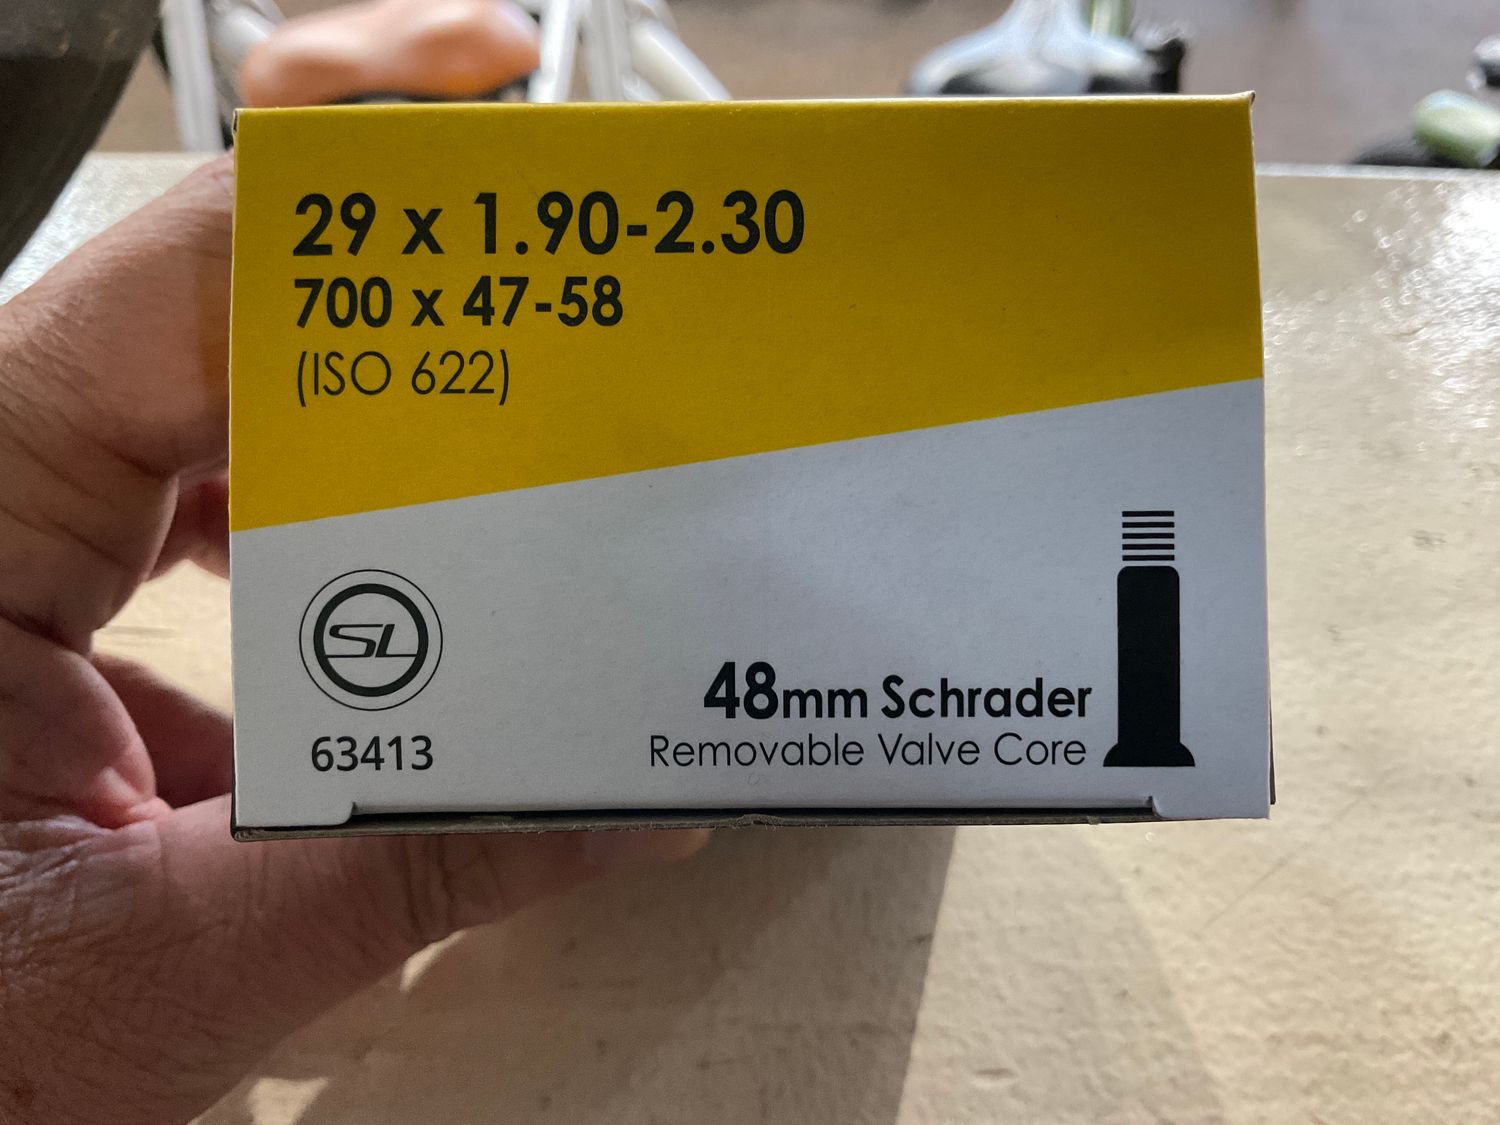 29 x 1.90-2.30
700 x 47-58
(ISO 622)
SL
63413
48mm Schrader
Removable Valve Core